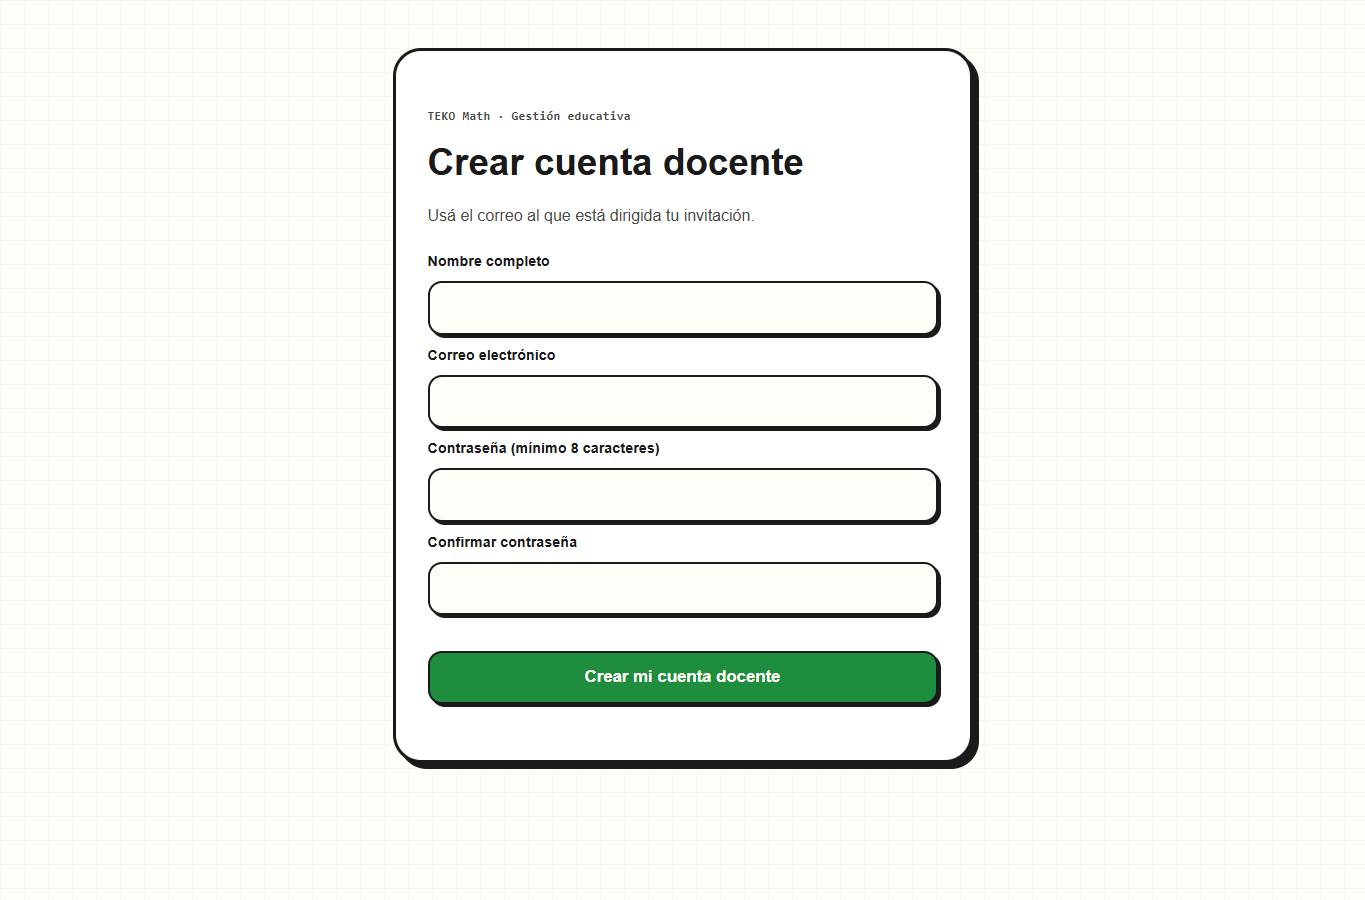 TEKO Math · Gestión educativa
Crear cuenta docente
Usá el correo al que está dirigida tu invitación.
Nombre completo
Correo electrónico
Contraseña (mínimo 8 caracteres)
Confirmar contraseña
Crear mi cuenta docente